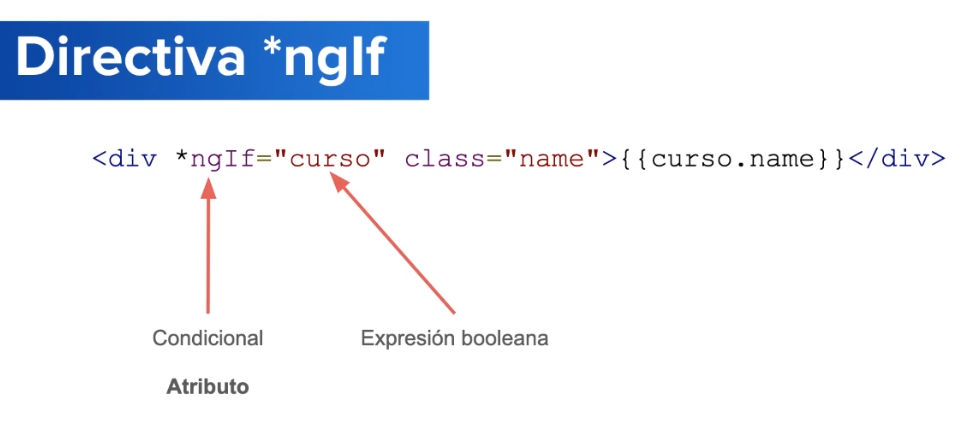 Directiva *ngIf
<div *ngIf="curso" class="name">{{curso.name}}</div>
Condicional
Expresión booleana
Atributo